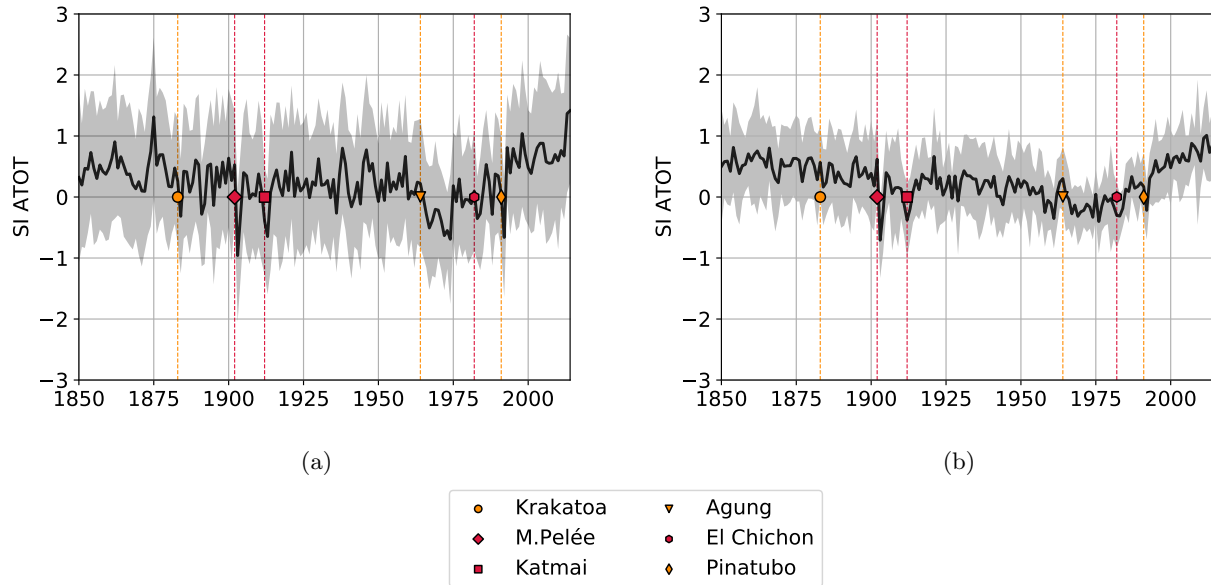 3
2
1
0
−1
−2
−3
SI ATOT
1850 1875 1900 1925 1950 1975 2000
(a)
3
2
1
0
−1
−2
−3
SI ATOT
1850 1875 1900 1925 1950 1975 2000
(b)
Krakatoa Agung
M.Pelée El Chichon
Katmai Pinatubo